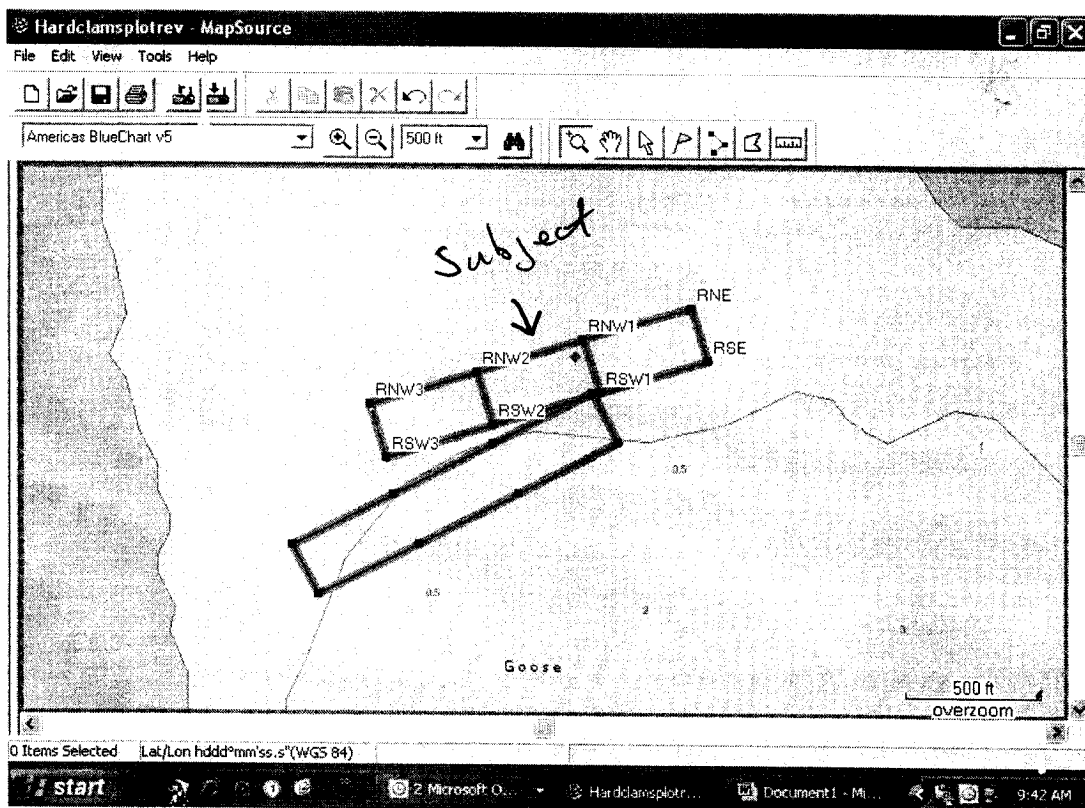 Hardclamsplotrev - MapSource
File Edit View Tools Help
Americas BlueChart v5
500 ft
Subject
RNE
RNW1
RSE
RNW2
RSW1
RNW3
RSW2
RSW3
0.5
1
0.5
2
3
Goose
500 ft
overzoom
0 Items Selected
Lat/Lon hddd°mm'ss.s"(WGS 84)
start
2 Microsoft O...
Hardclamsplotr...
Document1 - Mi...
9:42 AM